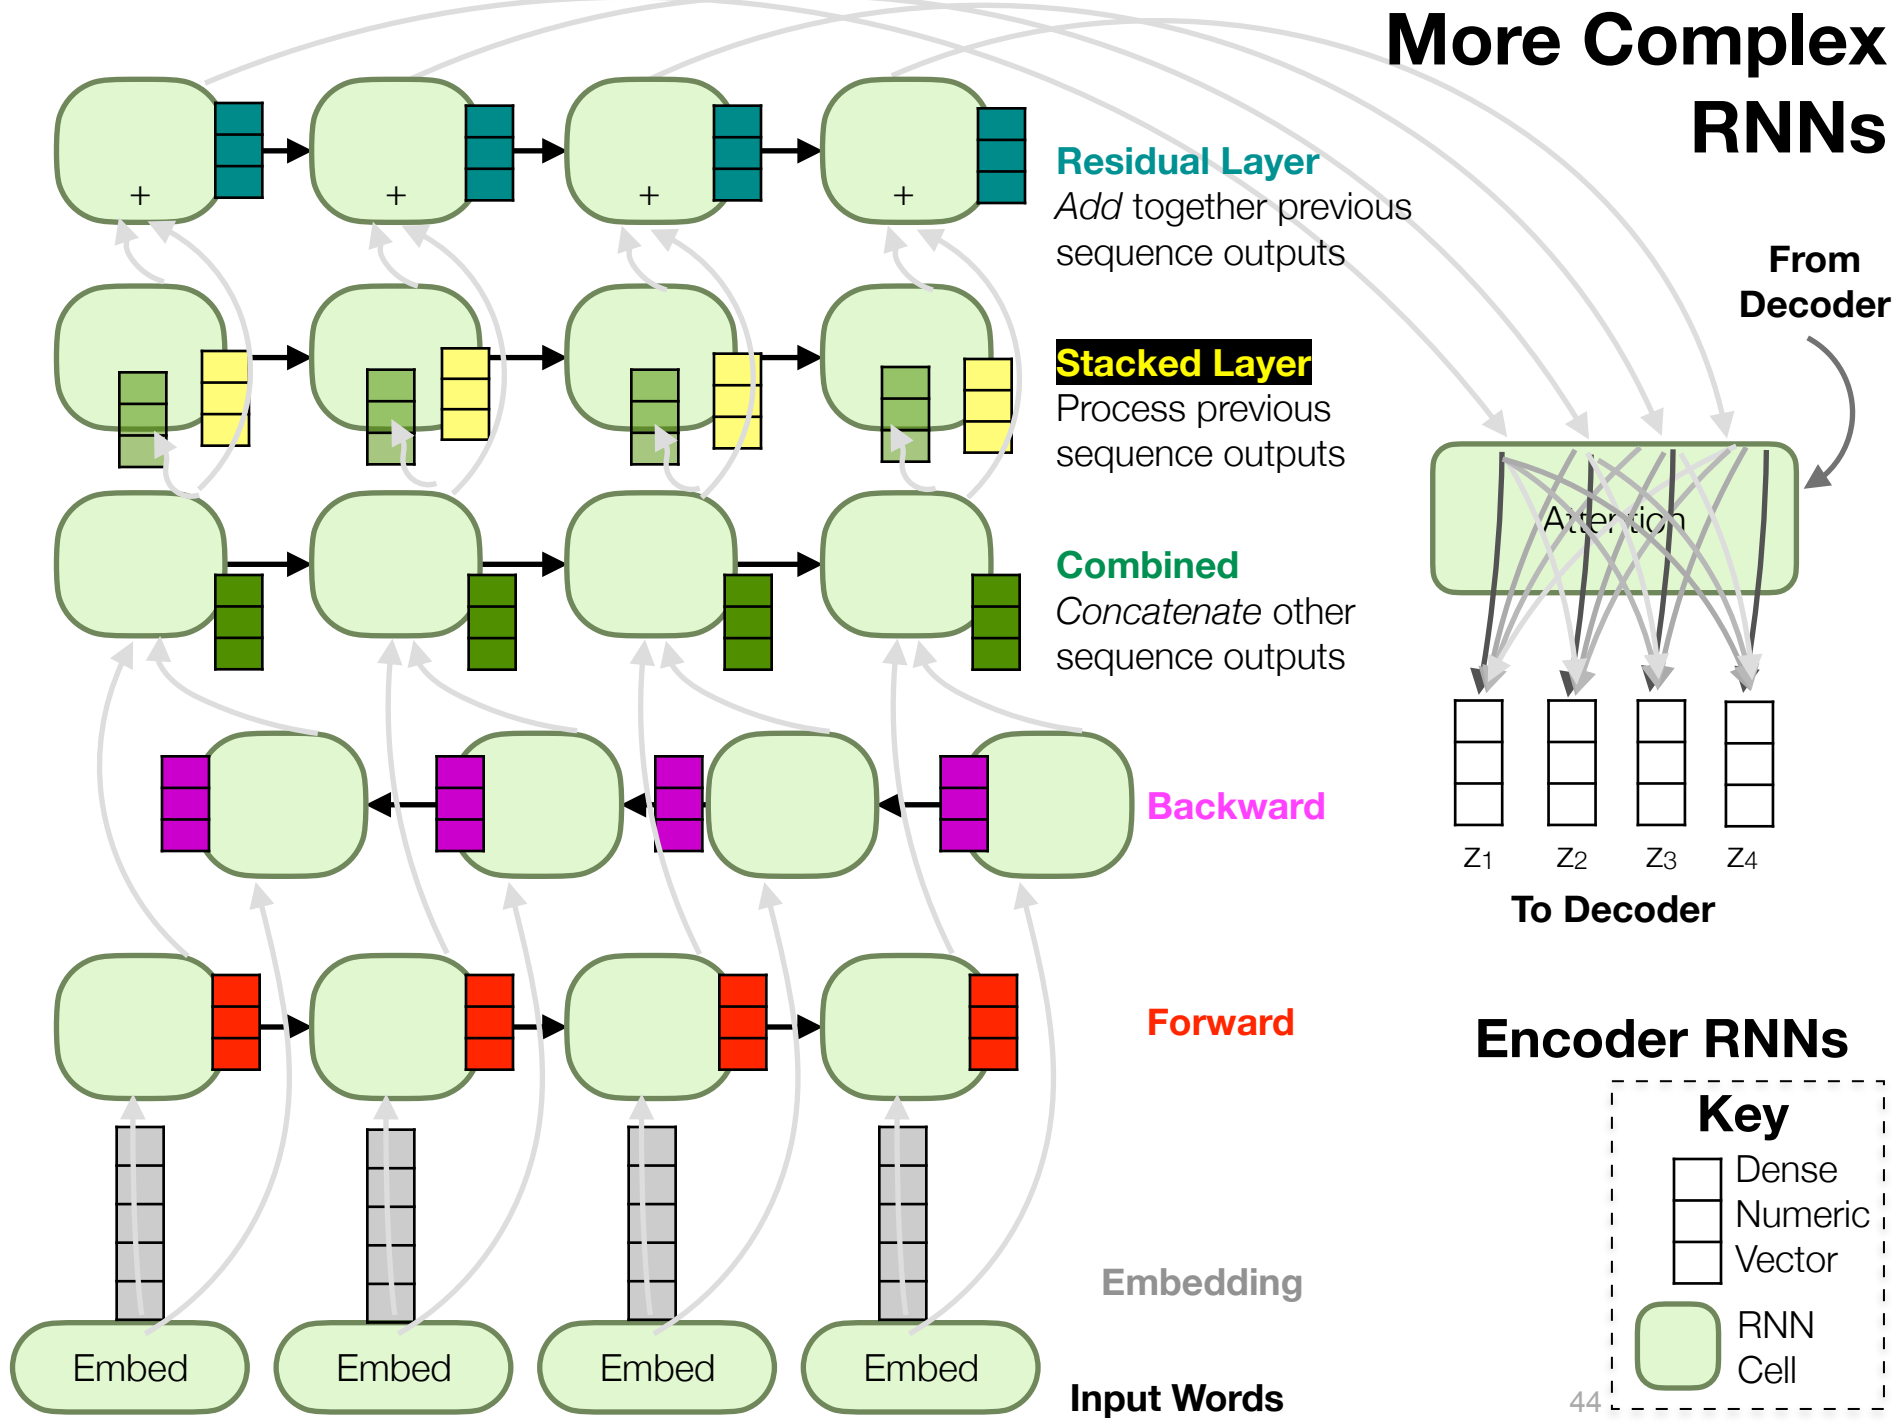 More Complex
RNNs
+ + + +
Residual Layer
Add together previous
sequence outputs
From
Decoder
Stacked Layer
Process previous
sequence outputs
Attention
Combined
Concatenate other
sequence outputs
Backward
z1 z2 z3 z4
To Decoder
Forward
Encoder RNNs
Key
Dense
Numeric
Vector
RNN
Cell
Embedding
Embed Embed Embed Embed
Input Words
44